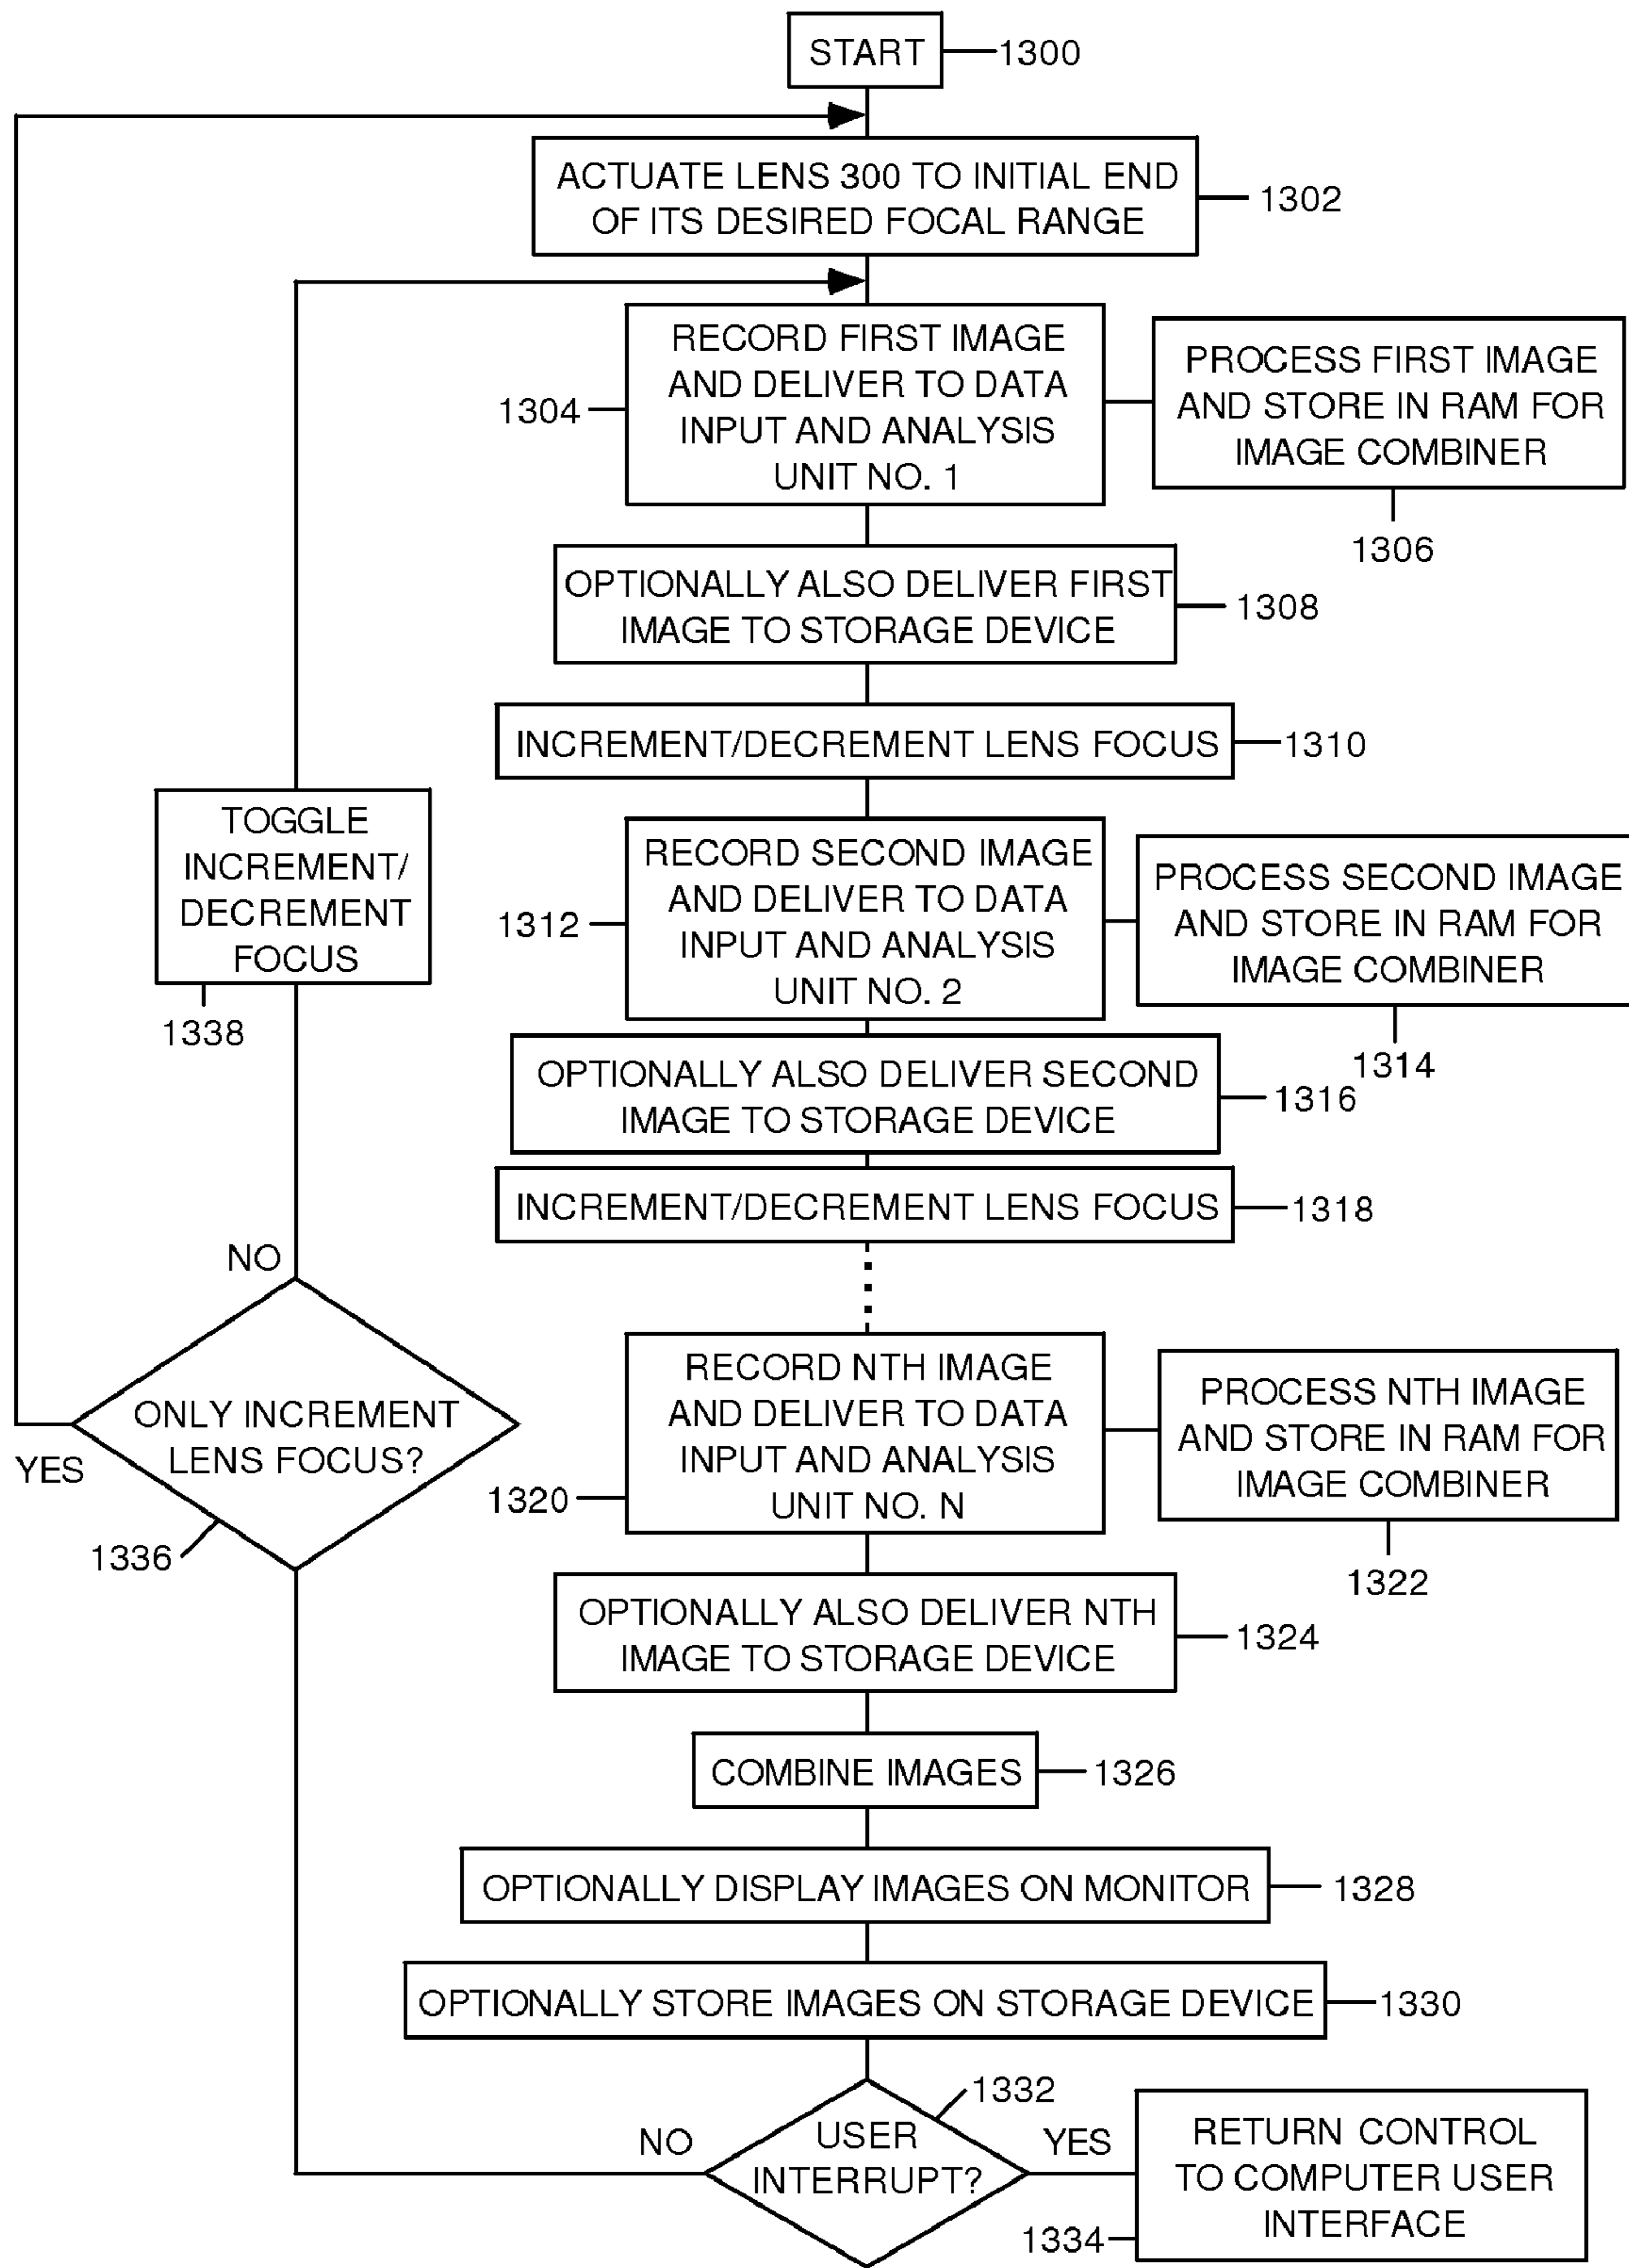 START
1300
ACTUATE LENS 300 TO INITIAL END
OF ITS DESIRED FOCAL RANGE
1302
RECORD FIRST IMAGE
AND DELIVER TO DATA
INPUT AND ANALYSIS
UNIT NO. 1
1304
PROCESS FIRST IMAGE
AND STORE IN RAM FOR
IMAGE COMBINER
1306
OPTIONALLY ALSO DELIVER FIRST
IMAGE TO STORAGE DEVICE
1308
INCREMENT/DECREMENT LENS FOCUS
1310
TOGGLE
INCREMENT/
DECREMENT
FOCUS
1338
RECORD SECOND IMAGE
AND DELIVER TO DATA
INPUT AND ANALYSIS
UNIT NO. 2
1312
PROCESS SECOND IMAGE
AND STORE IN RAM FOR
IMAGE COMBINER
1314
OPTIONALLY ALSO DELIVER SECOND
IMAGE TO STORAGE DEVICE
1316
INCREMENT/DECREMENT LENS FOCUS
1318
NO
ONLY INCREMENT
LENS FOCUS?
YES
1336
RECORD NTH IMAGE
AND DELIVER TO DATA
INPUT AND ANALYSIS
UNIT NO. N
1320
PROCESS NTH IMAGE
AND STORE IN RAM FOR
IMAGE COMBINER
1322
OPTIONALLY ALSO DELIVER NTH
IMAGE TO STORAGE DEVICE
1324
COMBINE IMAGES
1326
OPTIONALLY DISPLAY IMAGES ON MONITOR
1328
OPTIONALLY STORE IMAGES ON STORAGE DEVICE
1330
1332
NO
USER
INTERRUPT?
YES
RETURN CONTROL
TO COMPUTER USER
INTERFACE
1334